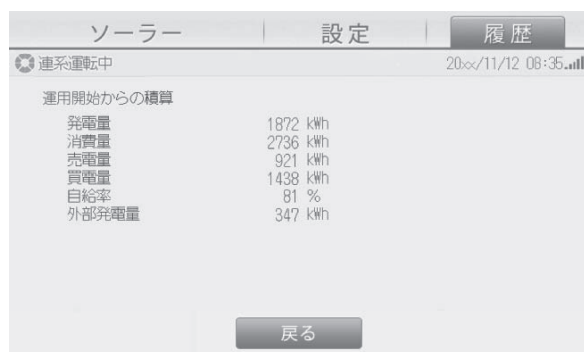 ソーラー 設定 履歴
連系運転中 20xx/11/12 08:35
運用開始からの積算
発電量 1872 kWh
消費量 2736 kWh
売電量 921 kWh
買電量 1438 kWh
自給率 81 %
外部発電量 347 kWh
戻る